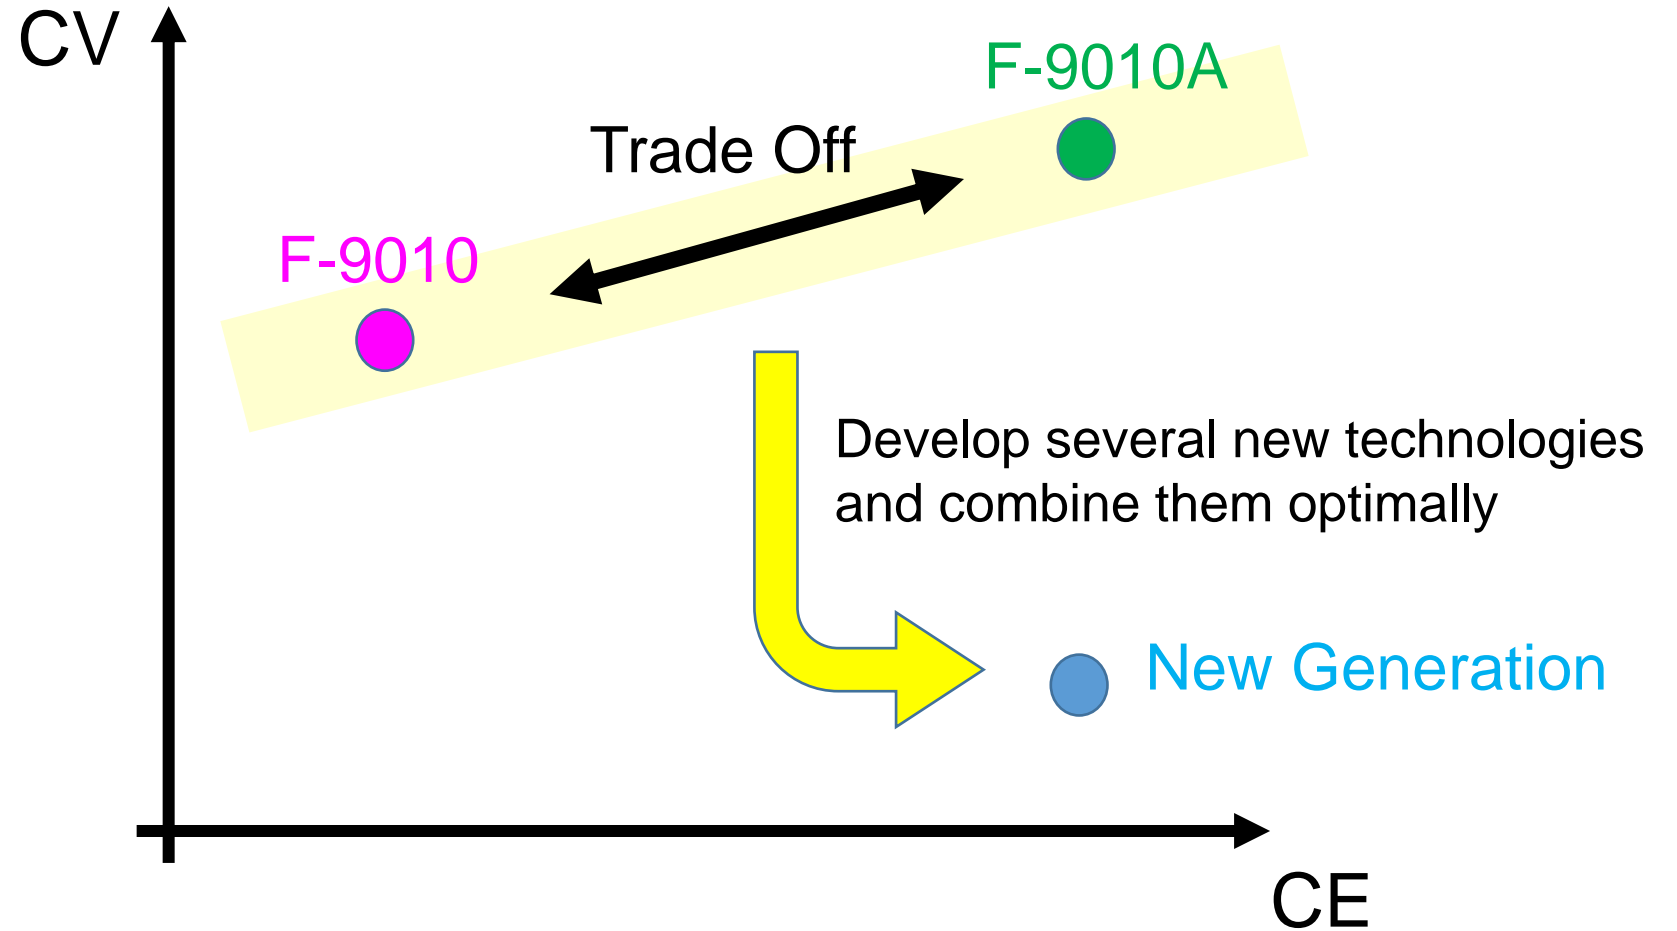 CV
F-9010A
Trade Off
F-9010
Develop several new technologies
and combine them optimally
New Generation
CE